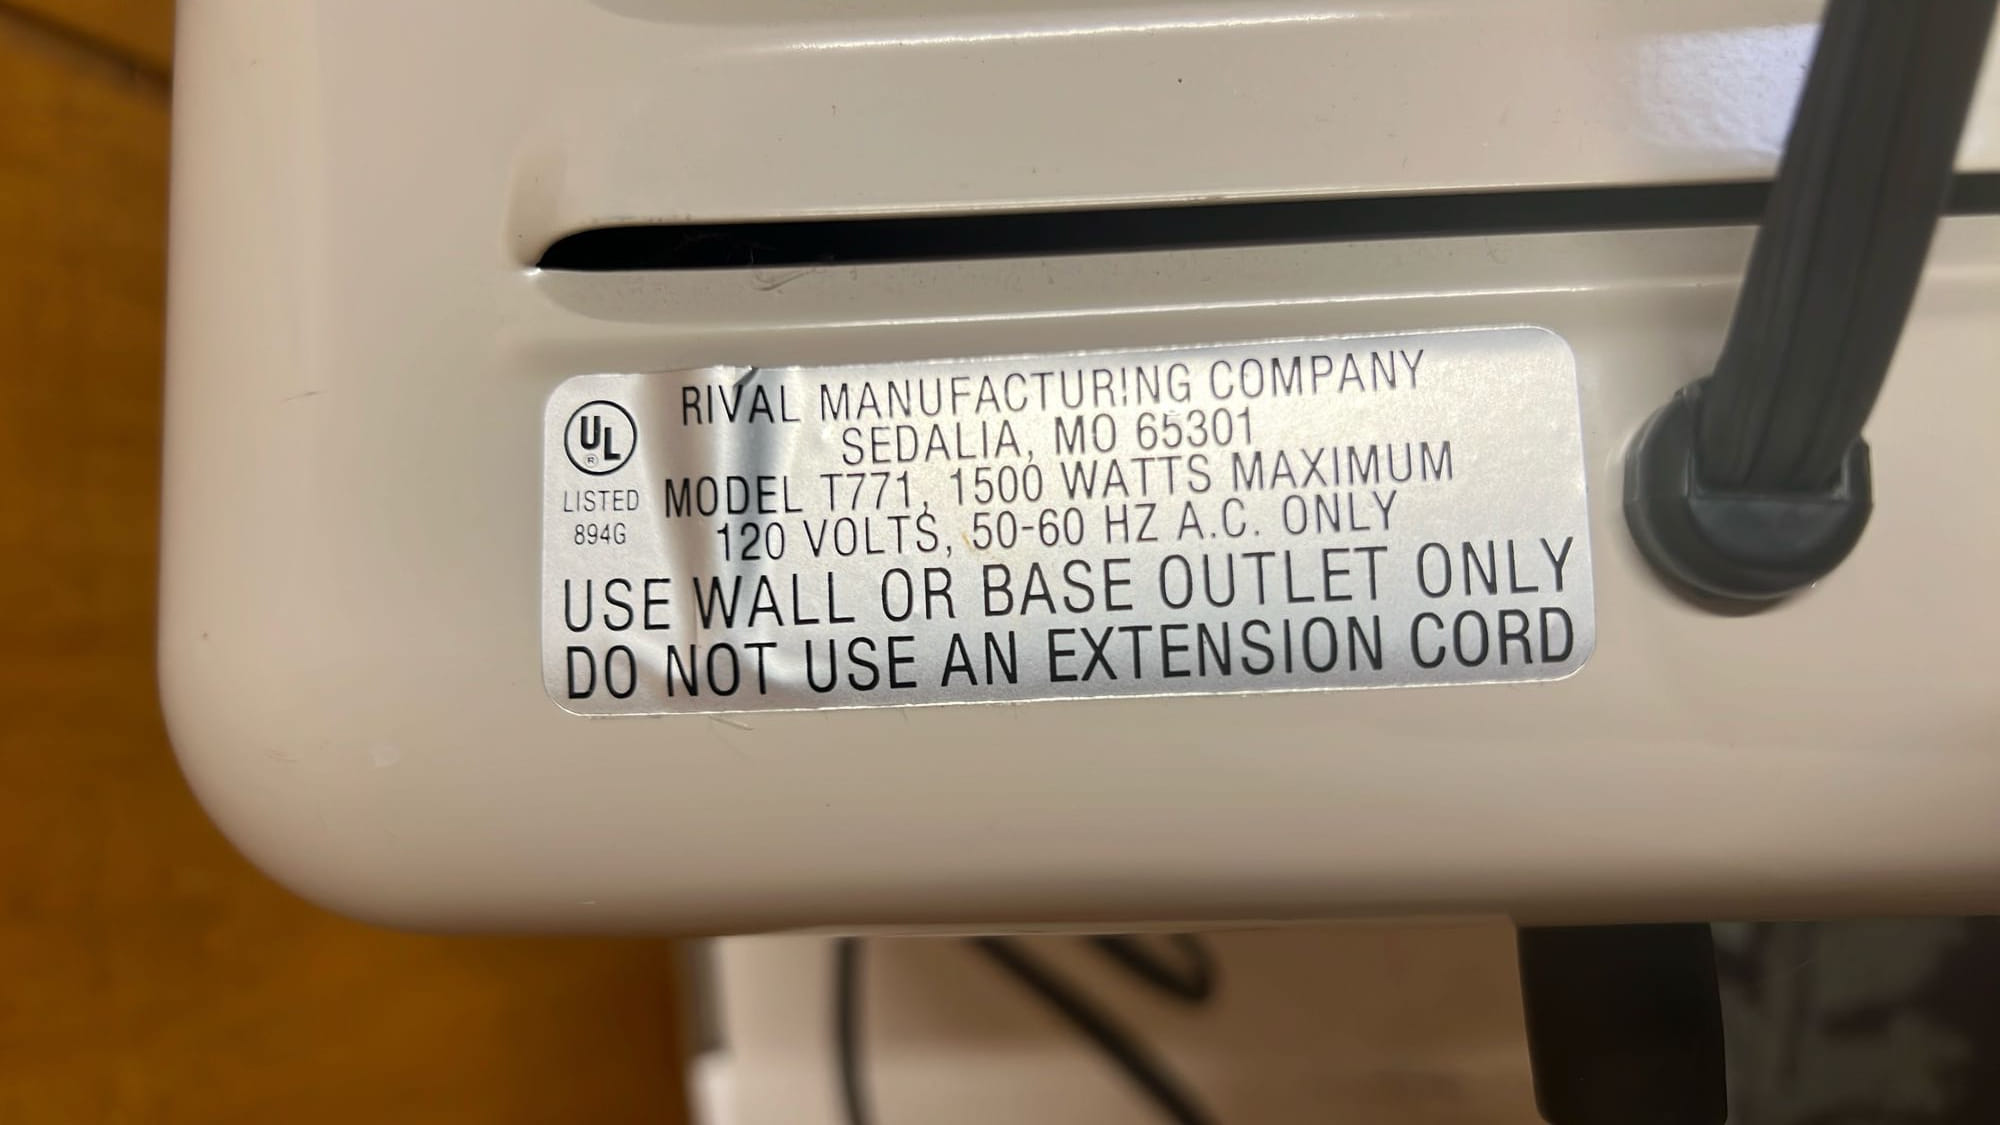 RIVAL MANUFACTURING COMPANY
SEDALIA, MO 65301
MODEL T771, 1500 WATTS MAXIMUM
120 VOLTS, 50-60 HZ A.C. ONLY
USE WALL OR BASE OUTLET ONLY
DO NOT USE AN EXTENSION CORD
UL
®
LISTED
894G